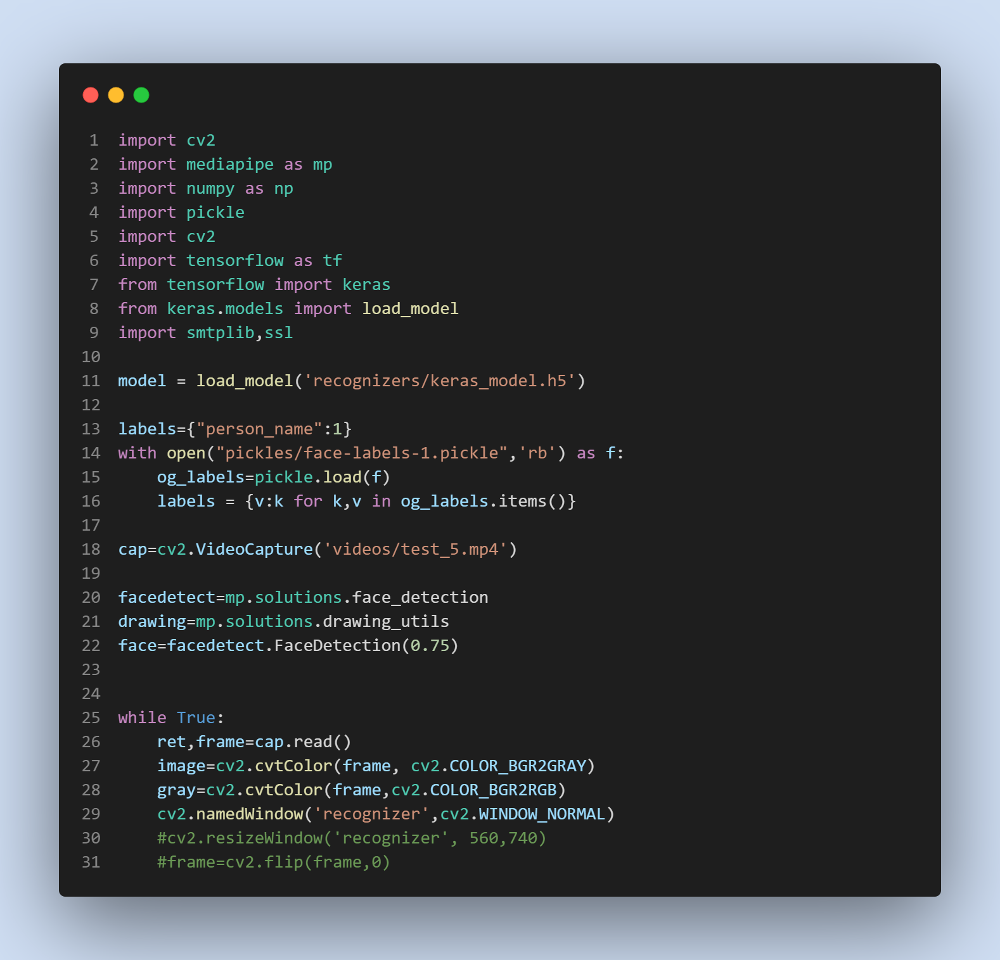 1 import cv2
2 import mediapipe as mp
3 import numpy as np
4 import pickle
5 import cv2
6 import tensorflow as tf
7 from tensorflow import keras
8 from keras.models import load_model
9 import smtplib,ssl
10
11 model = load_model('recognizers/keras_model.h5')
12
13 labels={"person_name":1}
14 with open("pickles/face-labels-1.pickle",'rb') as f:
15     og_labels=pickle.load(f)
16     labels = {v:k for k,v in og_labels.items()}
17
18 cap=cv2.VideoCapture('videos/test_5.mp4')
19
20 facedetect=mp.solutions.face_detection
21 drawing=mp.solutions.drawing_utils
22 face=facedetect.FaceDetection(0.75)
23
24
25 while True:
26     ret,frame=cap.read()
27     image=cv2.cvtColor(frame, cv2.COLOR_BGR2GRAY)
28     gray=cv2.cvtColor(frame,cv2.COLOR_BGR2RGB)
29     cv2.namedWindow('recognizer',cv2.WINDOW_NORMAL)
30     #cv2.resizeWindow('recognizer', 560,740)
31     #frame=cv2.flip(frame,0)